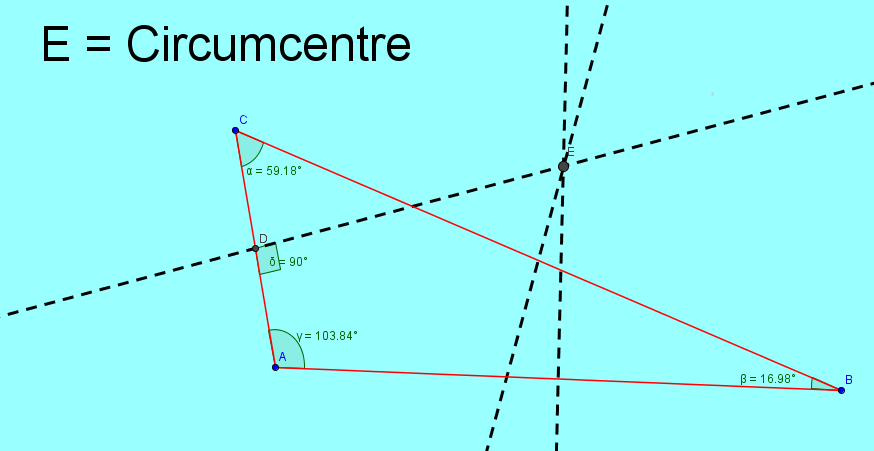 E = Circumcentre
C
α = 59.18°
E
D
δ = 90°
γ = 103.84°
A
β = 16.98°
B